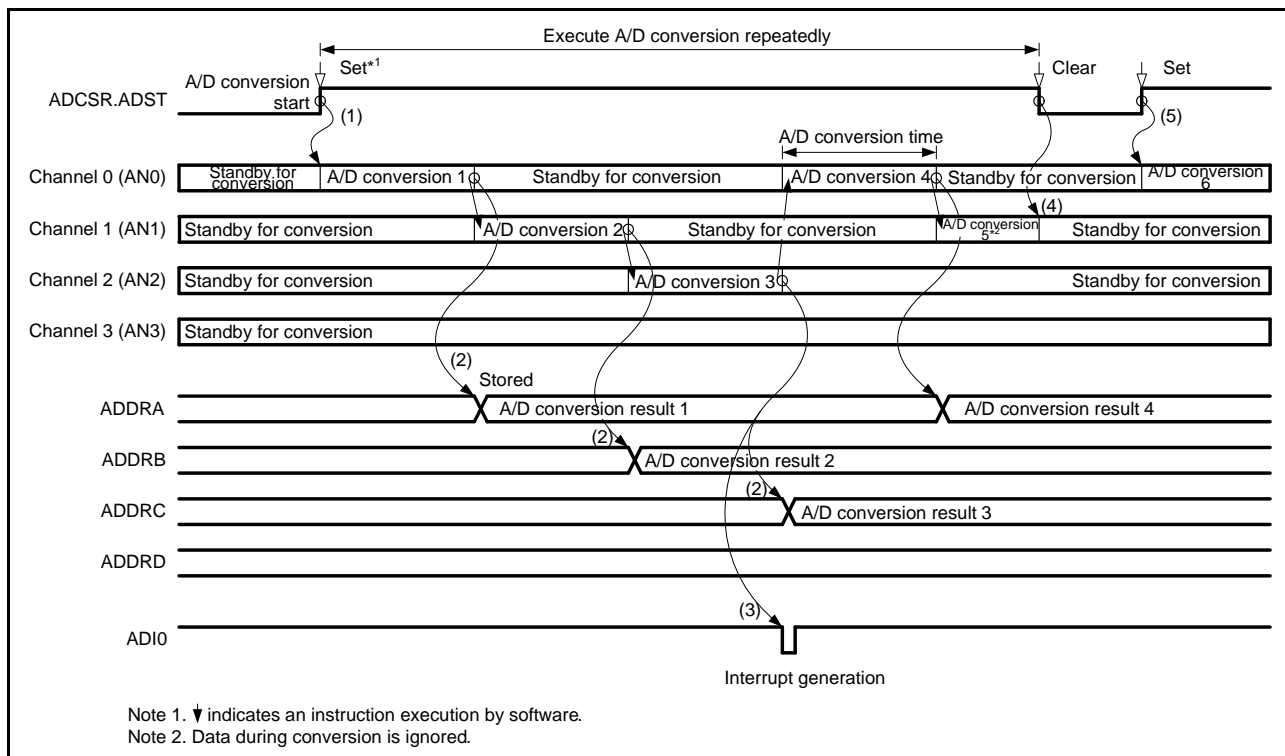 Execute A/D conversion repeatedly
Set*1
Clear
Set
A/D conversion
start
ADCSR.ADST
(1)
(5)
A/D conversion time
Channel 0 (AN0)
Standby for
conversion
A/D conversion 1
Standby for conversion
A/D conversion 4
Standby for conversion
A/D conversion
6
(4)
Channel 1 (AN1)
Standby for conversion
A/D conversion 2
Standby for conversion
A/D conversion
5*2
Standby for conversion
Channel 2 (AN2)
Standby for conversion
A/D conversion 3
Standby for conversion
Channel 3 (AN3)
Standby for conversion
(2)
Stored
ADDRA
A/D conversion result 1
A/D conversion result 4
(2)
ADDRB
A/D conversion result 2
(2)
ADDRC
A/D conversion result 3
ADDRD
(3)
ADI0
Interrupt generation
Note 1. indicates an instruction execution by software.
Note 2. Data during conversion is ignored.